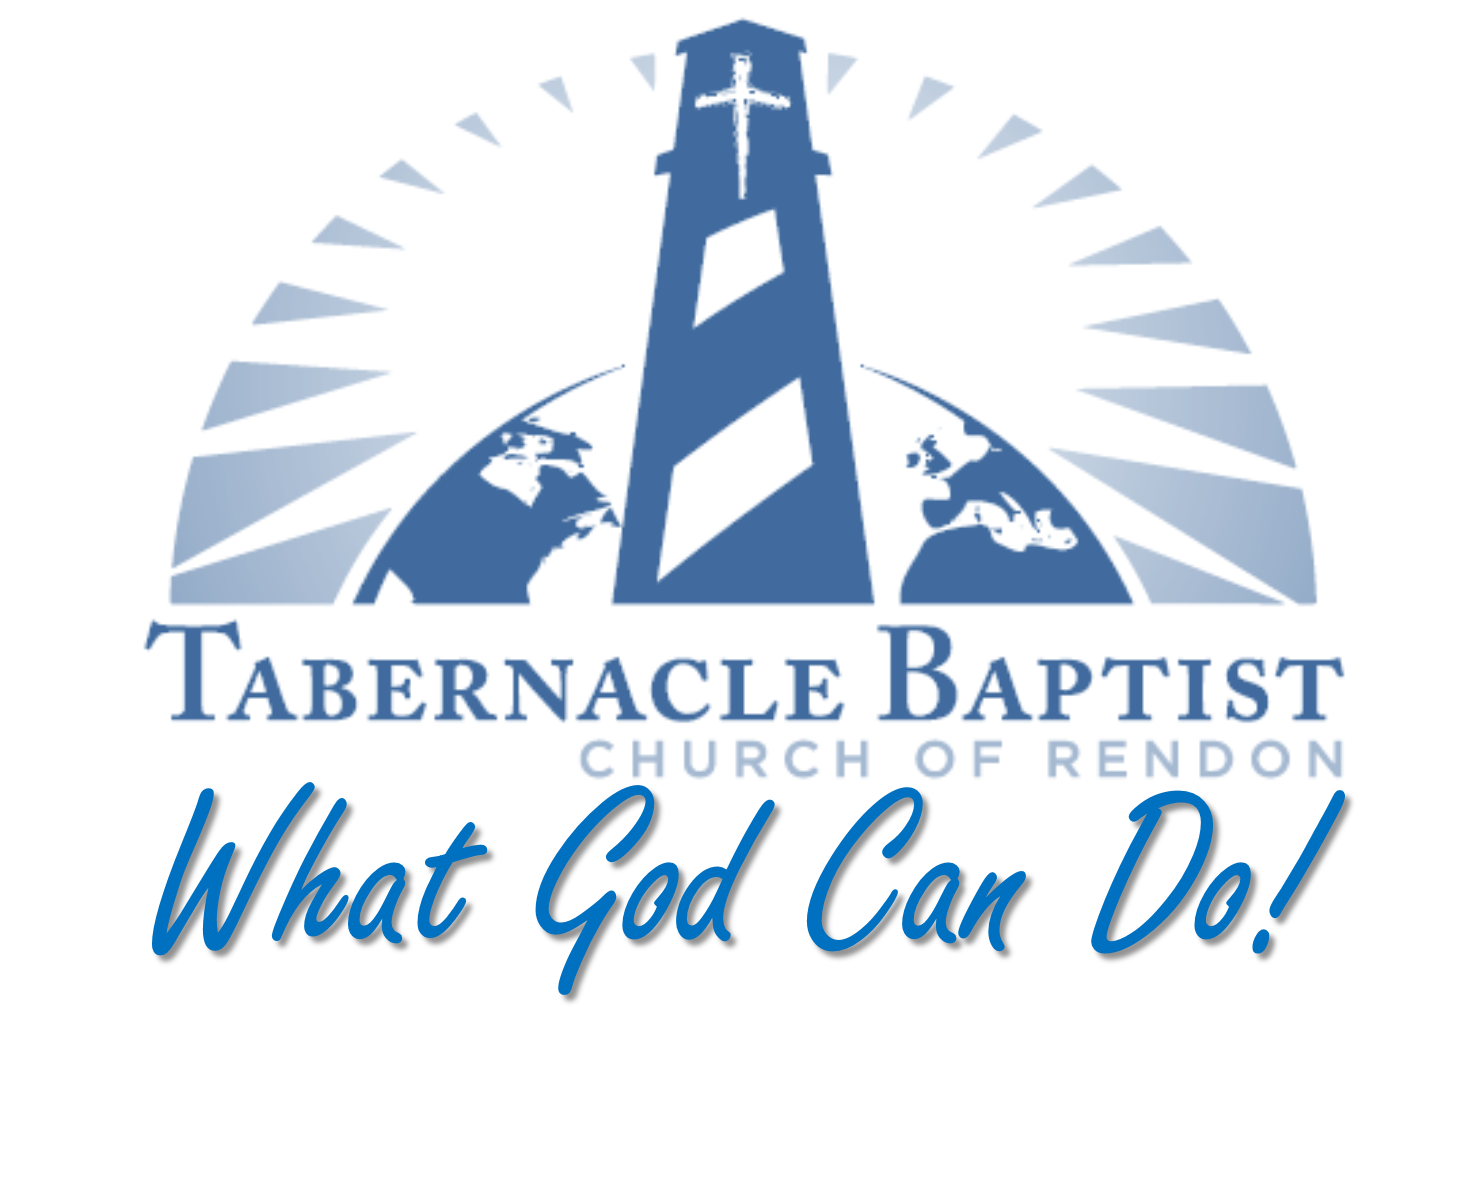 TABERNACLE BAPTIST
CHURCH OF RENDON
What God Can Do!